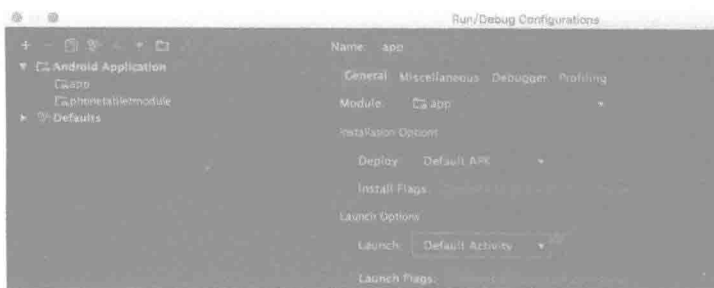 Run/Debug Configurations
Android Application
app
phonetabletmodule
Defaults
Name: app
General Miscellaneous Debugger Profiling
Module: app
Installation Options
Deploy: Default APK
Install Flags:
Launch Options
Launch: Default Activity
Launch Flags: